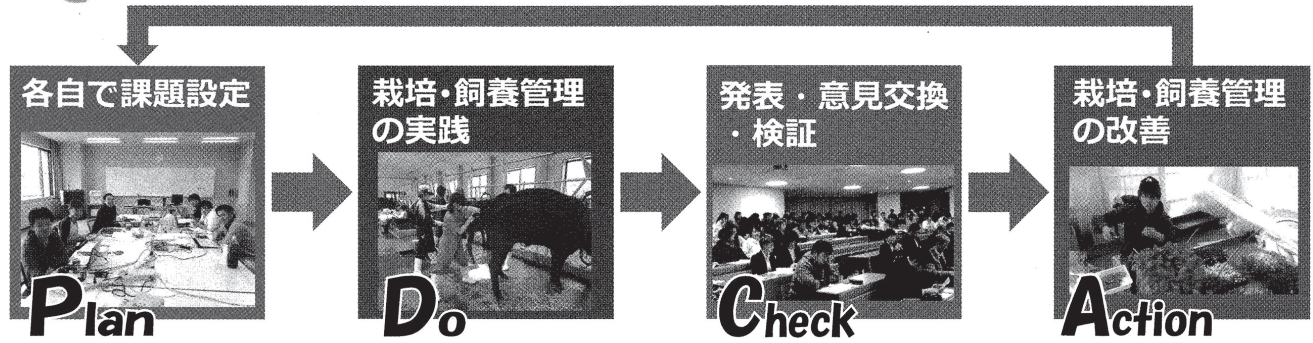 各自で課題設定
Plan
栽培・飼養管理
の実践
Do
発表・意見交換
・検証
Check
栽培・飼養管理
の改善
Action